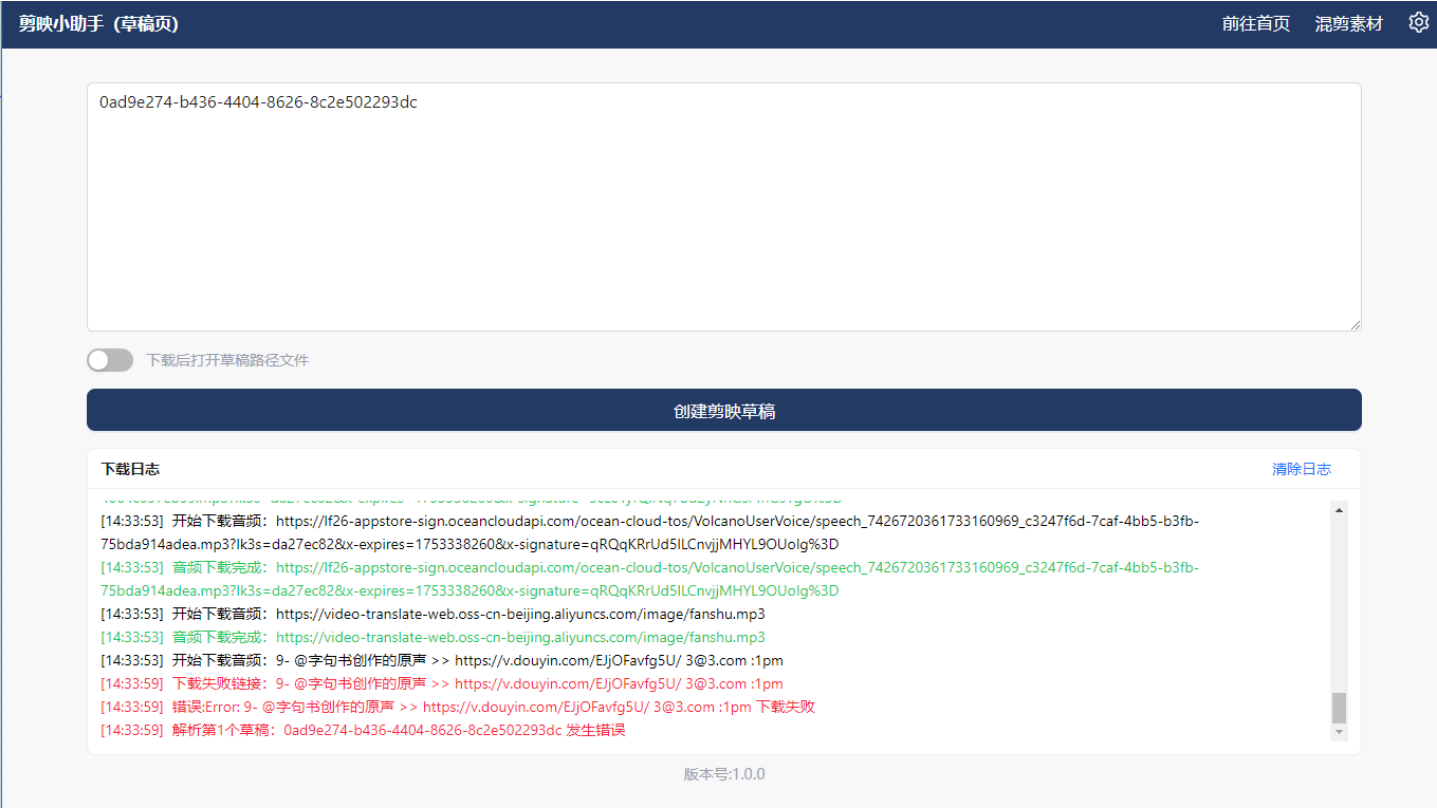 剪映小助手 (草稿页)
前往首页 混剪素材
0ad9e274-b436-4404-8626-8c2e502293dc
下载后打开草稿路径文件
创建剪映草稿
下载日志
清除日志
[14:33:53] 开始下载音频：https://lf26-appstore-sign.oceancloudapi.com/ocean-cloud-tos/VolcanoUserVoice/speech_7426720361733160969_c3247f6d-7caf-4bb5-b3fb-
75bda914adea.mp3?lk3s=da27ec82&x-expires=1753338260&x-signature=qRQqKRrUd5ILCnvjjMHYL9OUoIg%3D
[14:33:53] 音频下载完成：https://lf26-appstore-sign.oceancloudapi.com/ocean-cloud-tos/VolcanoUserVoice/speech_7426720361733160969_c3247f6d-7caf-4bb5-b3fb-
75bda914adea.mp3?lk3s=da27ec82&x-expires=1753338260&x-signature=qRQqKRrUd5ILCnvjjMHYL9OUoIg%3D
[14:33:53] 开始下载音频：https://video-translate-web.oss-cn-beijing.aliyuncs.com/image/fanshu.mp3
[14:33:53] 音频下载完成：https://video-translate-web.oss-cn-beijing.aliyuncs.com/image/fanshu.mp3
[14:33:53] 开始下载音频：9- @字句书创作的原声 >> https://v.douyin.com/EJjOFavfg5U/ 3@3.com :1pm
[14:33:59] 下载失败链接：9- @字句书创作的原声 >> https://v.douyin.com/EJjOFavfg5U/ 3@3.com :1pm
[14:33:59] 错误:Error: 9- @字句书创作的原声 >> https://v.douyin.com/EJjOFavfg5U/ 3@3.com :1pm 下载失败
[14:33:59] 解析第1个草稿：0ad9e274-b436-4404-8626-8c2e502293dc 发生错误
版本号:1.0.0